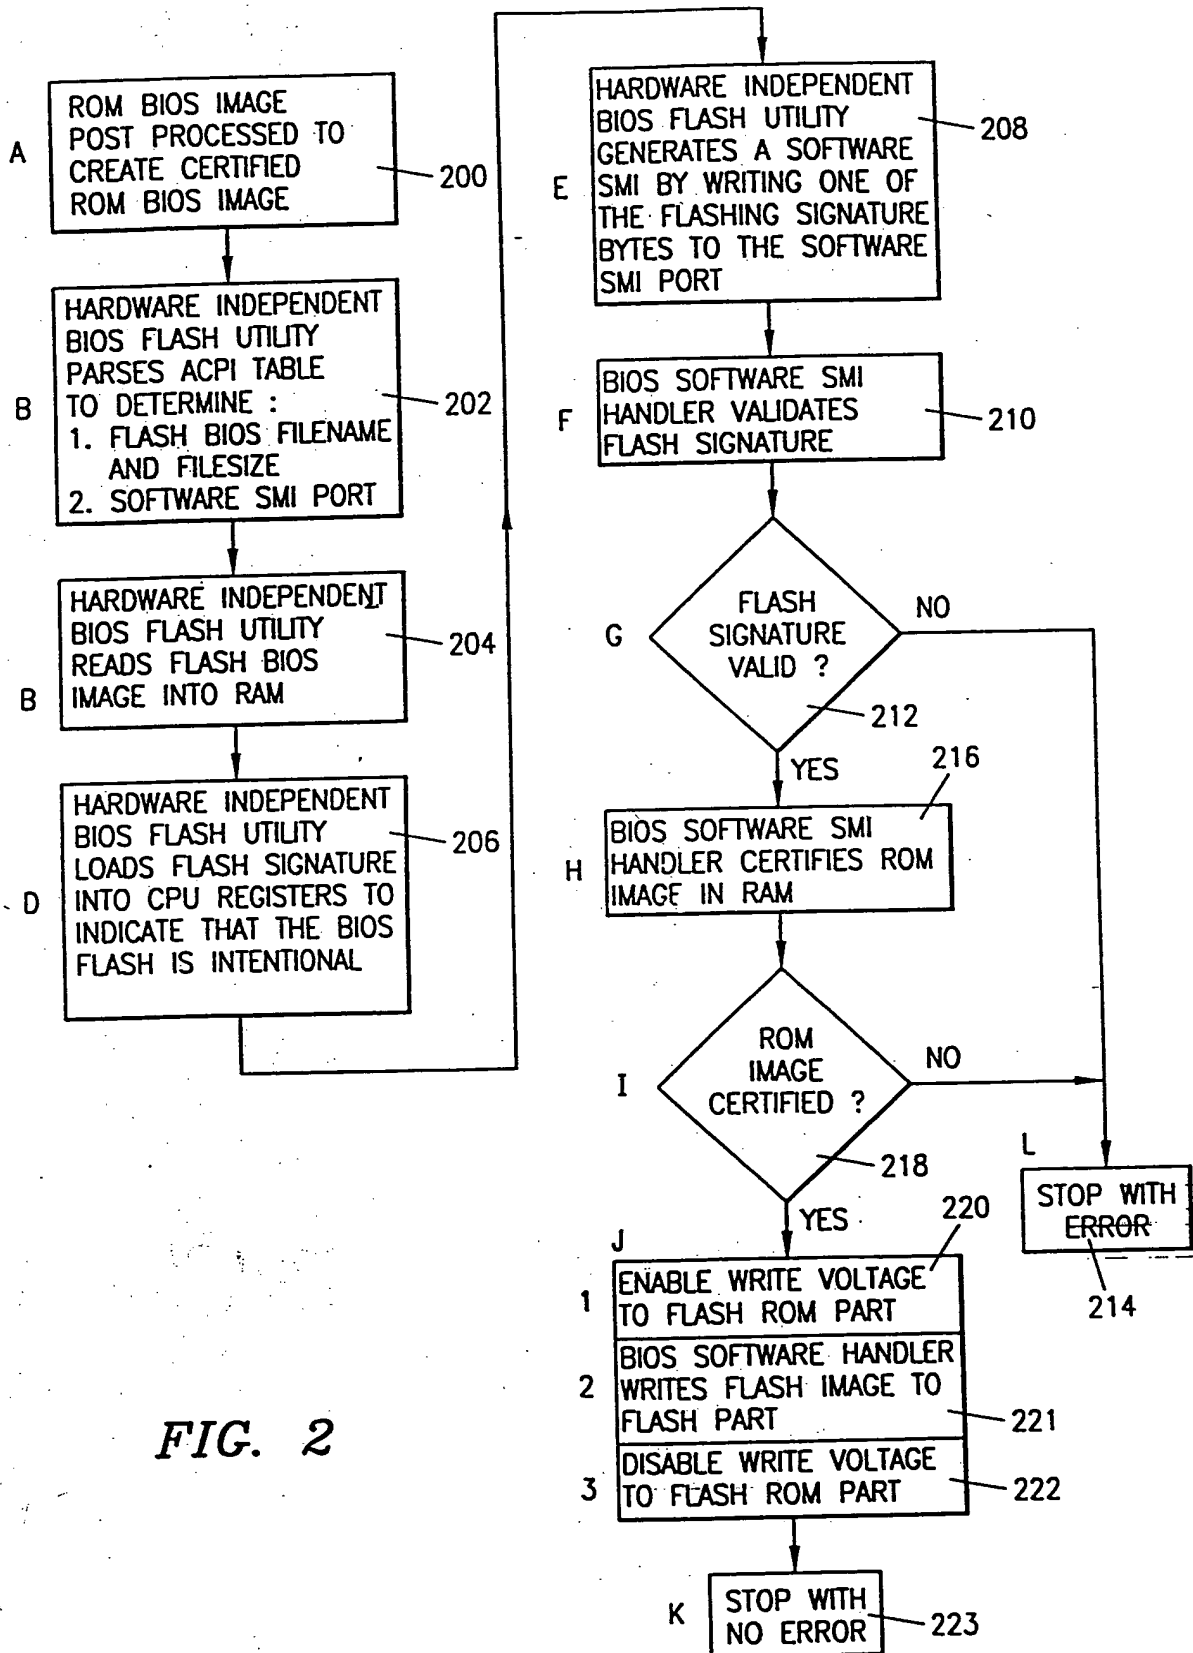 A
ROM BIOS IMAGE
POST PROCESSED TO
CREATE CERTIFIED
ROM BIOS IMAGE
200
B
HARDWARE INDEPENDENT
BIOS FLASH UTILITY
PARSES ACPI TABLE
TO DETERMINE :
1. FLASH BIOS FILENAME
AND FILESIZE
2. SOFTWARE SMI PORT
202
B
HARDWARE INDEPENDENT
BIOS FLASH UTILITY
READS FLASH BIOS
IMAGE INTO RAM
204
D
HARDWARE INDEPENDENT
BIOS FLASH UTILITY
LOADS FLASH SIGNATURE
INTO CPU REGISTERS TO
INDICATE THAT THE BIOS
FLASH IS INTENTIONAL
206
E
HARDWARE INDEPENDENT
BIOS FLASH UTILITY
GENERATES A SOFTWARE
SMI BY WRITING ONE OF
THE FLASHING SIGNATURE
BYTES TO THE SOFTWARE
SMI PORT
208
F
BIOS SOFTWARE SMI
HANDLER VALIDATES
FLASH SIGNATURE
210
G
FLASH
SIGNATURE
VALID ?
212
NO
YES
H
BIOS SOFTWARE SMI
HANDLER CERTIFIES ROM
IMAGE IN RAM
216
I
ROM
IMAGE
CERTIFIED ?
218
NO
YES
L
STOP WITH
ERROR
214
J
1
ENABLE WRITE VOLTAGE
TO FLASH ROM PART
220
2
BIOS SOFTWARE HANDLER
WRITES FLASH IMAGE TO
FLASH PART
221
3
DISABLE WRITE VOLTAGE
TO FLASH ROM PART
222
K
STOP WITH
NO ERROR
223
FIG. 2